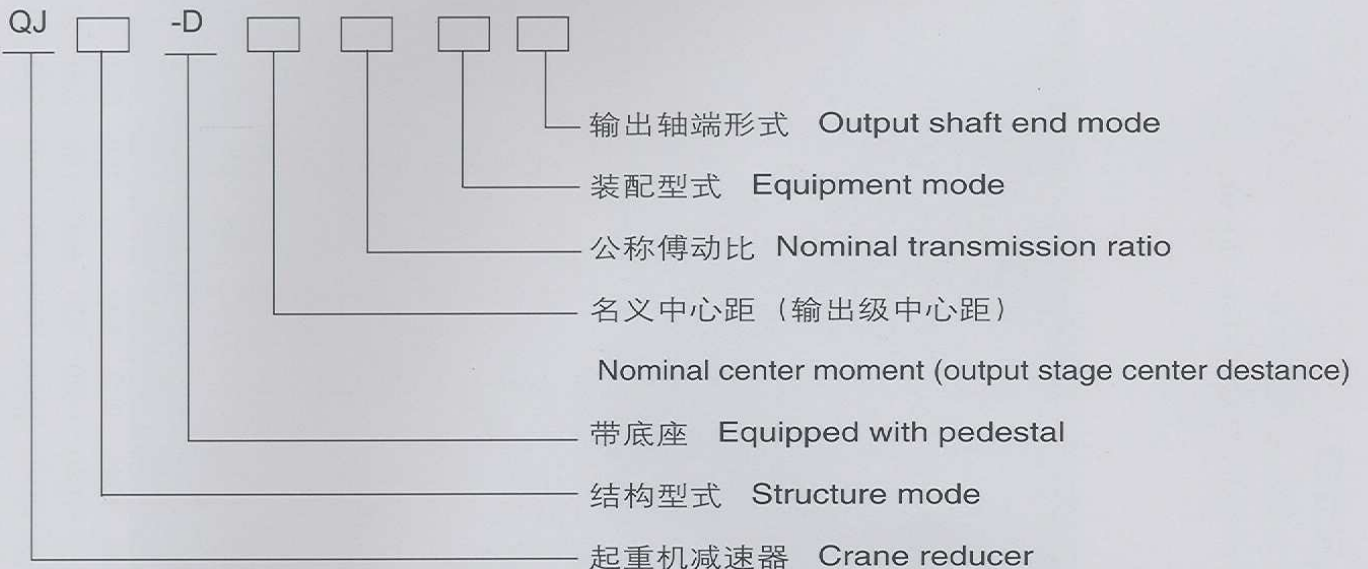 QJ -D
输出轴端形式 Output shaft end mode
装配型式 Equipment mode
公称傅动比 Nominal transmission ratio
名义中心距（输出级中心距）
Nominal center moment (output stage center destance)
带底座 Equipped with pedestal
结构型式 Structure mode
起重机减速器 Crane reducer